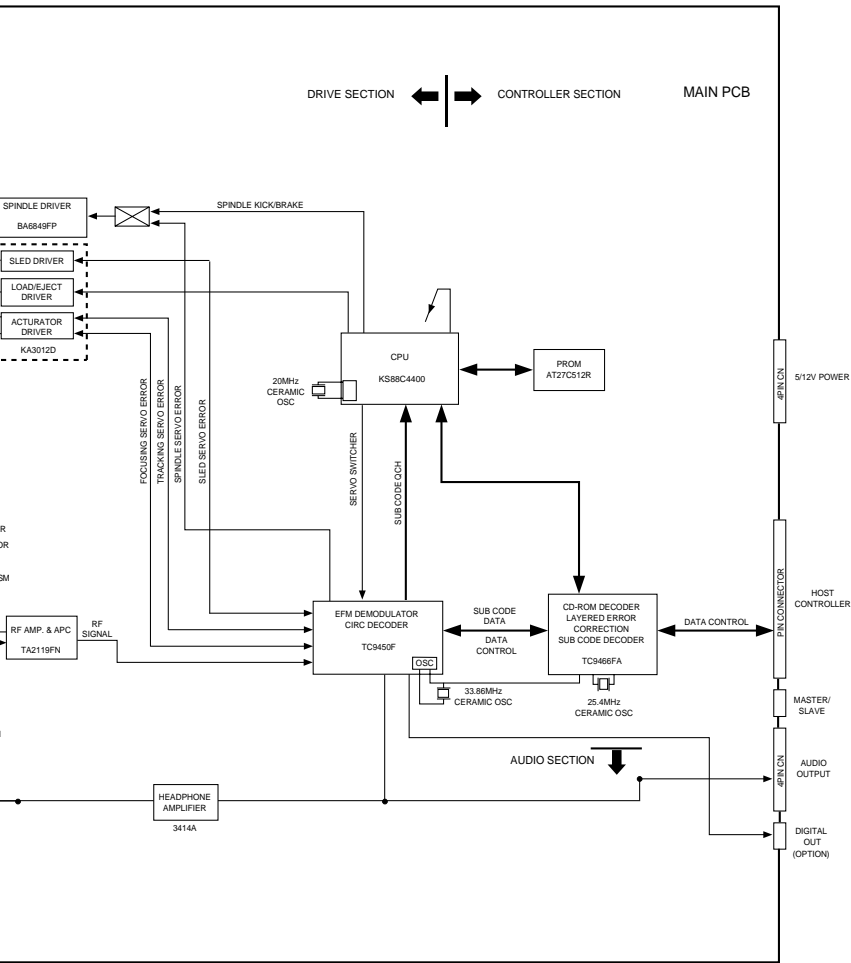 DRIVE SECTION
CONTROLLER SECTION
MAIN PCB
SPINDLE DRIVER
BA6849FP
SPINDLE KICK/BRAKE
SLED DRIVER
LOAD/EJECT
DRIVER
ACTURATOR
DRIVER
KA3012D
CPU
KS88C4400
PROM
AT27C512R
20MHz
CERAMIC
OSC
4PIN CN
5/12V POWER
FOCUSING SERVO ERROR
TRACKING SERVO ERROR
SPINDLE SERVO ERROR
SLED SERVO ERROR
SERVO SWITCHER
SUB CODE QCH
R
OR
SM
RF AMP. & APC
TA2119FN
RF
SIGNAL
EFM DEMODULATOR
CIRC DECODER
TC9450F
OSC
SUB CODE
DATA
DATA
CONTROL
CD-ROM DECODER
LAYERED ERROR
CORRECTION
SUB CODE DECODER
TC9466FA
DATA CONTROL
PIN CONNECTOR
HOST
CONTROLLER
33.86MHz
CERAMIC OSC
25.4MHz
CERAMIC OSC
MASTER/
SLAVE
AUDIO SECTION
4PIN CN
AUDIO
OUTPUT
HEADPHONE
AMPLIFIER
3414A
DIGITAL
OUT
(OPTION)